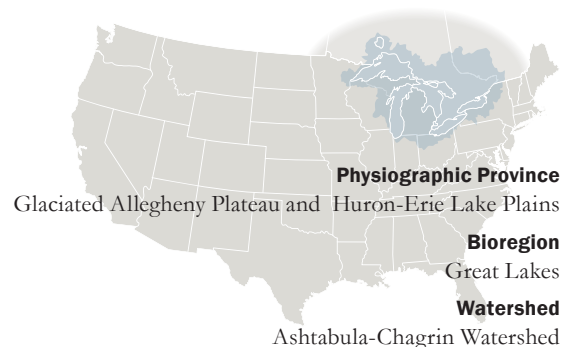 Physiographic Province
Glaciated Allegheny Plateau and Huron-Erie Lake Plains
Bioregion
Great Lakes
Watershed
Ashtabula-Chagrin Watershed